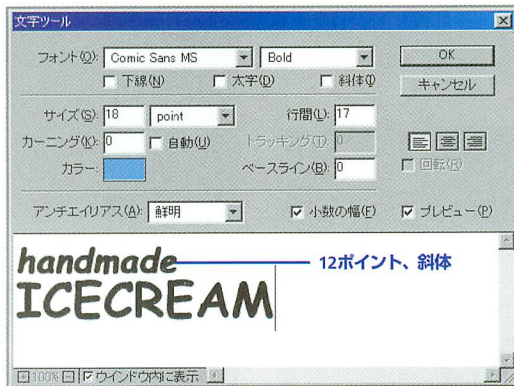 文字ツール
フォント(O): Comic Sans MS Bold OK
下線(N) 太字(D) 斜体(I) キャンセル
サイズ(S): 18 point 行間(L): 17
カーニング(K): 0 自動(U) トラッキング(T): 0
カラー: ベースライン(B): 0 回転(R)
アンチエイリアス(A): 鮮明 小数の幅(F) プレビュー(P)
handmade 12ポイント、斜体
ICECREAM
100% ウインドウ内に表示